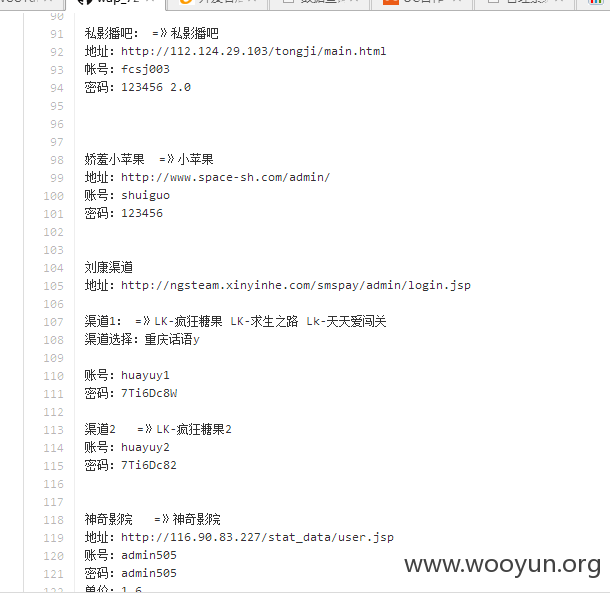 wap_72
90
91 私影播吧： =》私影播吧
92 地址：http://112.124.29.103/tongji/main.html
93 帐号：fcsj003
94 密码：123456 2.0
95
96
97
98 娇羞小苹果 =》小苹果
99 地址：http://www.space-sh.com/admin/
100 账号：shuiguo
101 密码：123456
102
103
104 刘康渠道
105 地址：http://ngsteam.xinyinhe.com/smspay/admin/login.jsp
106
107 渠道1： =》LK-疯狂糖果 LK-求生之路 Lk-天天爱闯关
108 渠道选择：重庆话语y
109
110 账号：huayuy1
111 密码：7Ti6Dc8W
112
113 渠道2 =》LK-疯狂糖果2
114 账号：huayuy2
115 密码：7Ti6Dc82
116
117
118 神奇影院 =》神奇影院
119 地址：http://116.90.83.227/stat_data/user.jsp
120 账号：admin505
121 密码：admin505
122 单价：1.6
www.wooyun.org